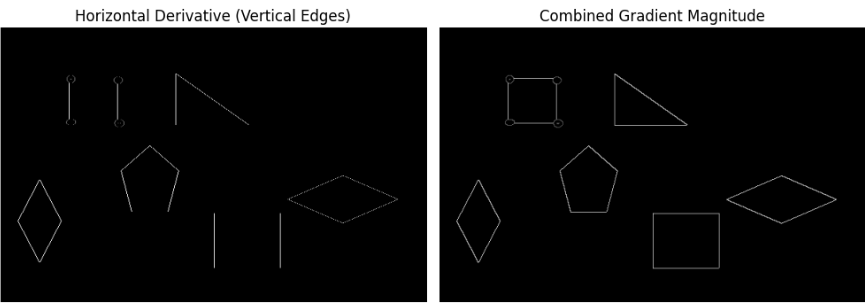 Horizontal Derivative (Vertical Edges)
Combined Gradient Magnitude